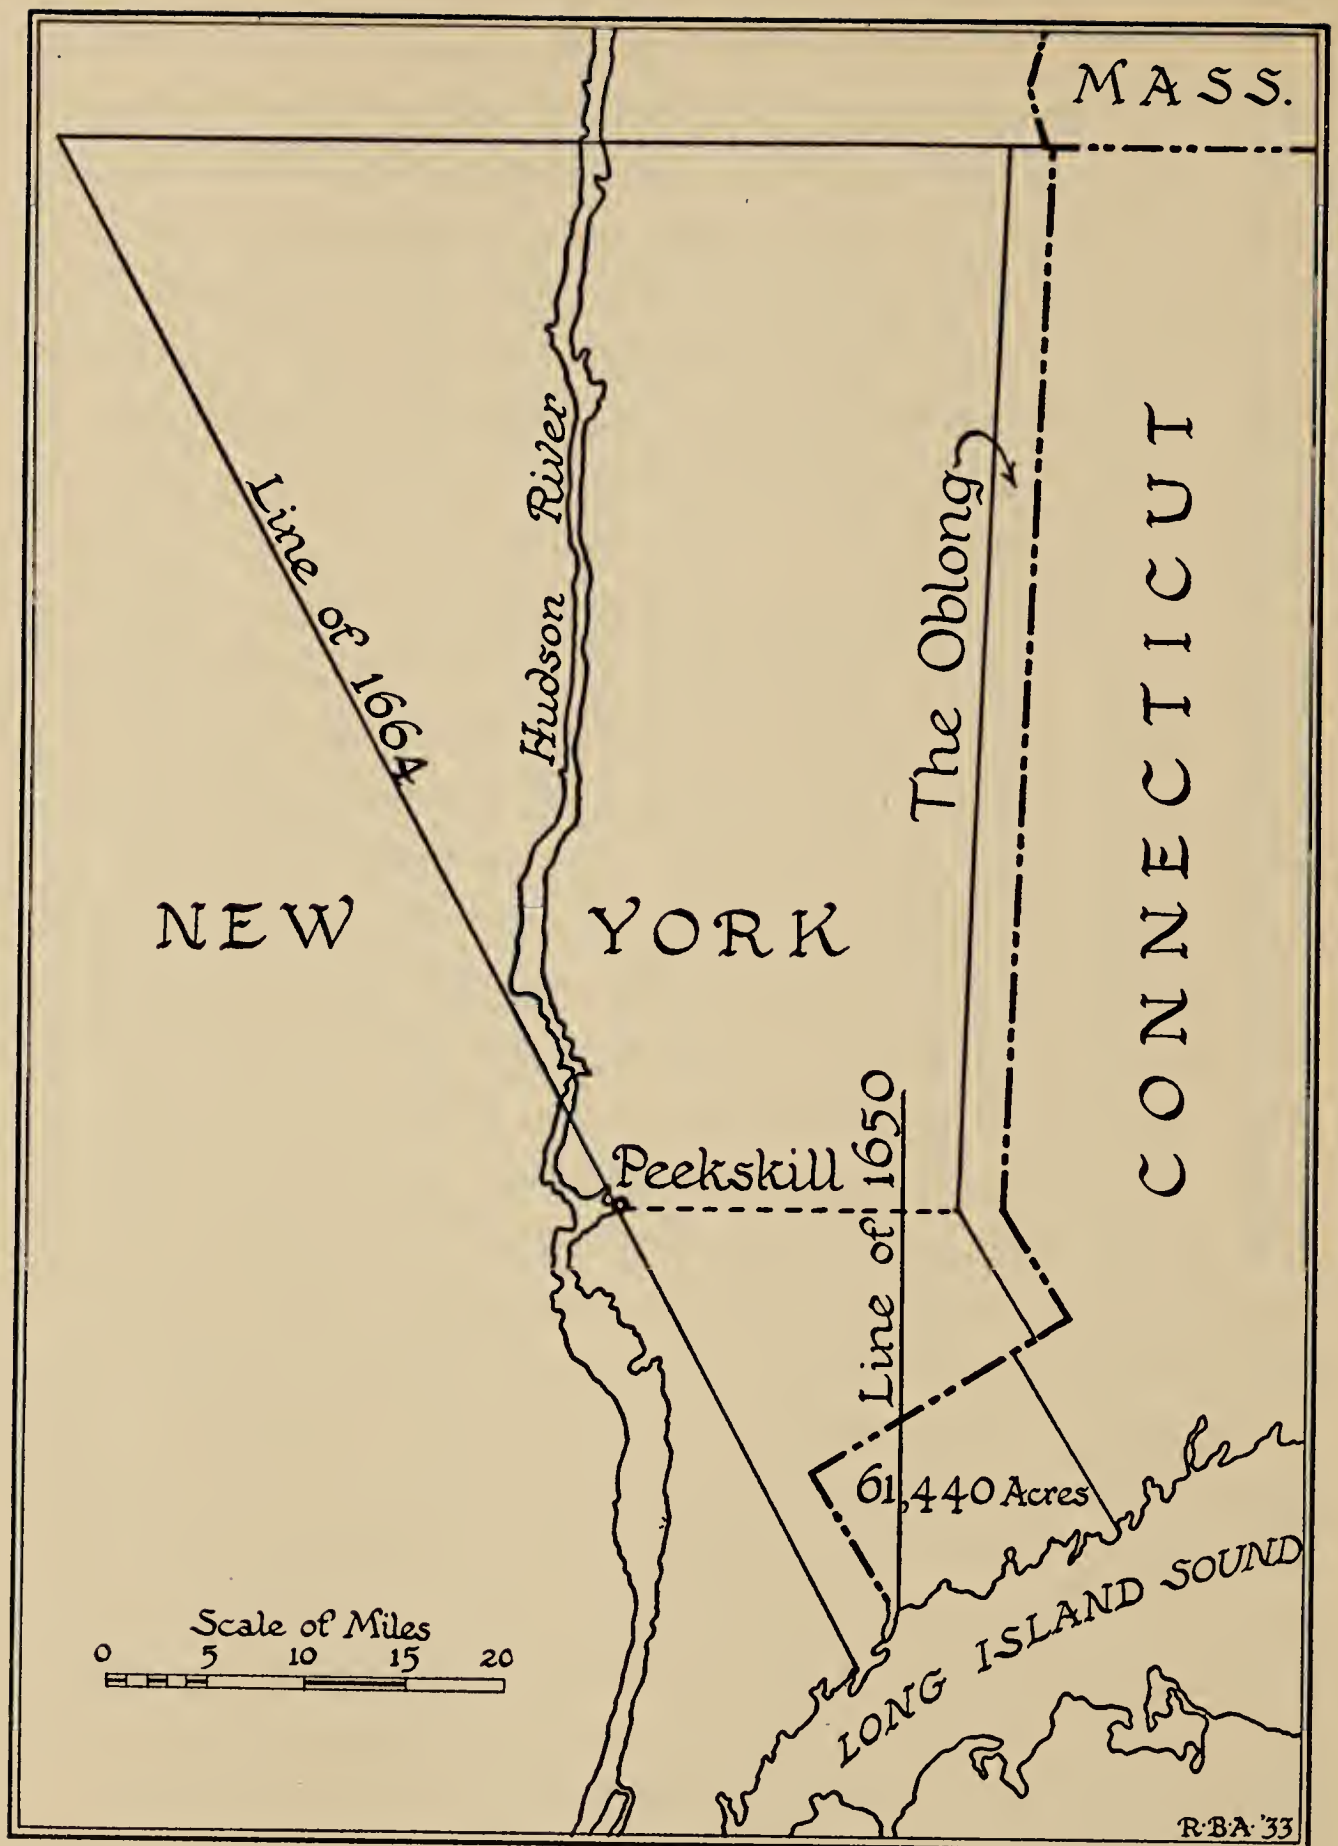 MASS.
Line of 1664
Hudson River
The Oblong
CONNECTICUT
NEW YORK
Peekskill
Line of 1650
61,440 Acres
LONG ISLAND SOUND
Scale of Miles
0 5 10 15 20
R·B·A· '33